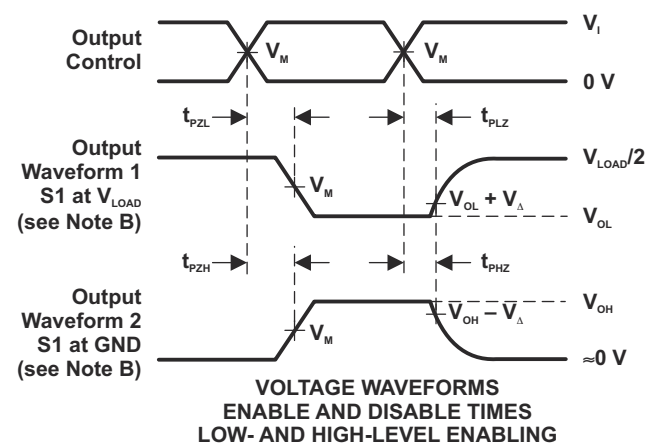 Output
Control
V_M
V_M
V_I
0 V
t_PZL
t_PLZ
Output
Waveform 1
S1 at V_LOAD
(see Note B)
V_M
V_OL + V_Δ
V_LOAD/2
V_OL
t_PZH
t_PHZ
Output
Waveform 2
S1 at GND
(see Note B)
V_M
V_OH – V_Δ
V_OH
≈0 V
VOLTAGE WAVEFORMS
ENABLE AND DISABLE TIMES
LOW- AND HIGH-LEVEL ENABLING